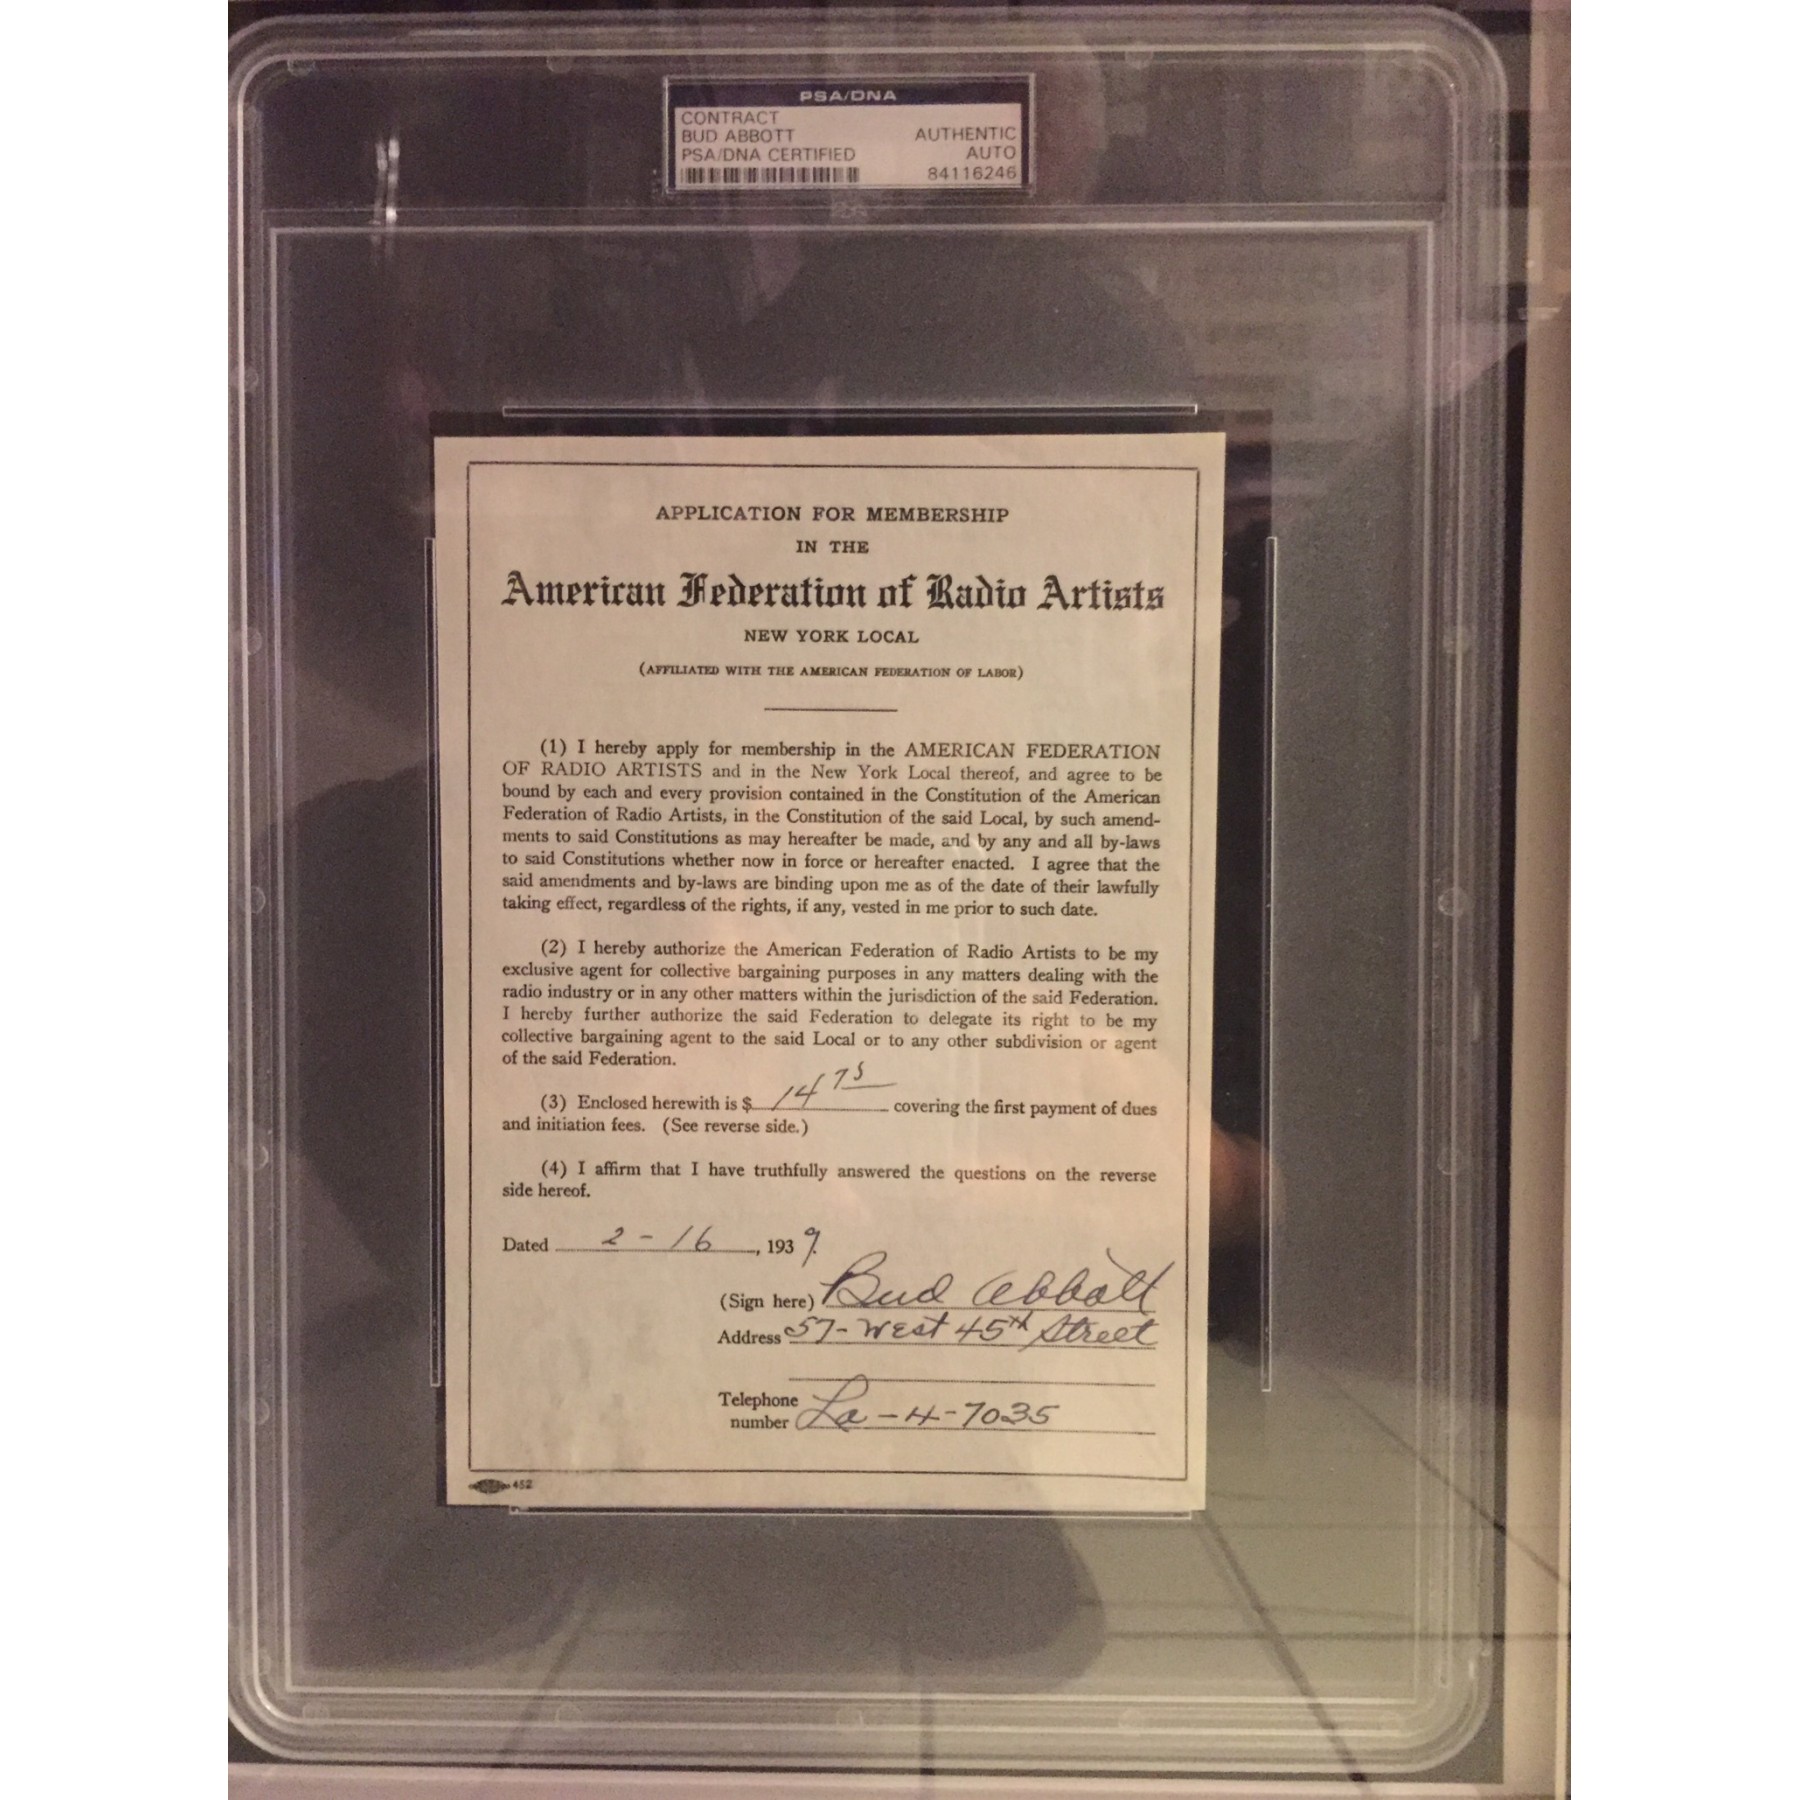 PSA/DNA
CONTRACT
BUD ABBOTT
PSA/DNA CERTIFIED
AUTHENTIC
AUTO
84116246
APPLICATION FOR MEMBERSHIP
IN THE
American Federation of Radio Artists
NEW YORK LOCAL
(AFFILIATED WITH THE AMERICAN FEDERATION OF LABOR)
(1) I hereby apply for membership in the AMERICAN FEDERATION
OF RADIO ARTISTS and in the New York Local thereof, and agree to be
bound by each and every provision contained in the Constitution of the American
Federation of Radio Artists, in the Constitution of the said Local, by such amend-
ments to said Constitutions as may hereafter be made, and by any and all by-laws
to said Constitutions whether now in force or hereafter enacted. I agree that the
said amendments and by-laws are binding upon me as of the date of their lawfully
taking effect, regardless of the rights, if any, vested in me prior to such date.
(2) I hereby authorize the American Federation of Radio Artists to be my
exclusive agent for collective bargaining purposes in any matters dealing with the
radio industry or in any other matters within the jurisdiction of the said Federation.
I hereby further authorize the said Federation to delegate its right to be my
collective bargaining agent to the said Local or to any other subdivision or agent
of the said Federation.
(3) Enclosed herewith is $ 14 75 covering the first payment of dues
and initiation fees. (See reverse side.)
(4) I affirm that I have truthfully answered the questions on the reverse
side hereof.
Dated 2 - 16, 1939.
(Sign here) Bud Abbott
Address 57 - West 45th Street
Telephone
number La - 4 - 7035
452